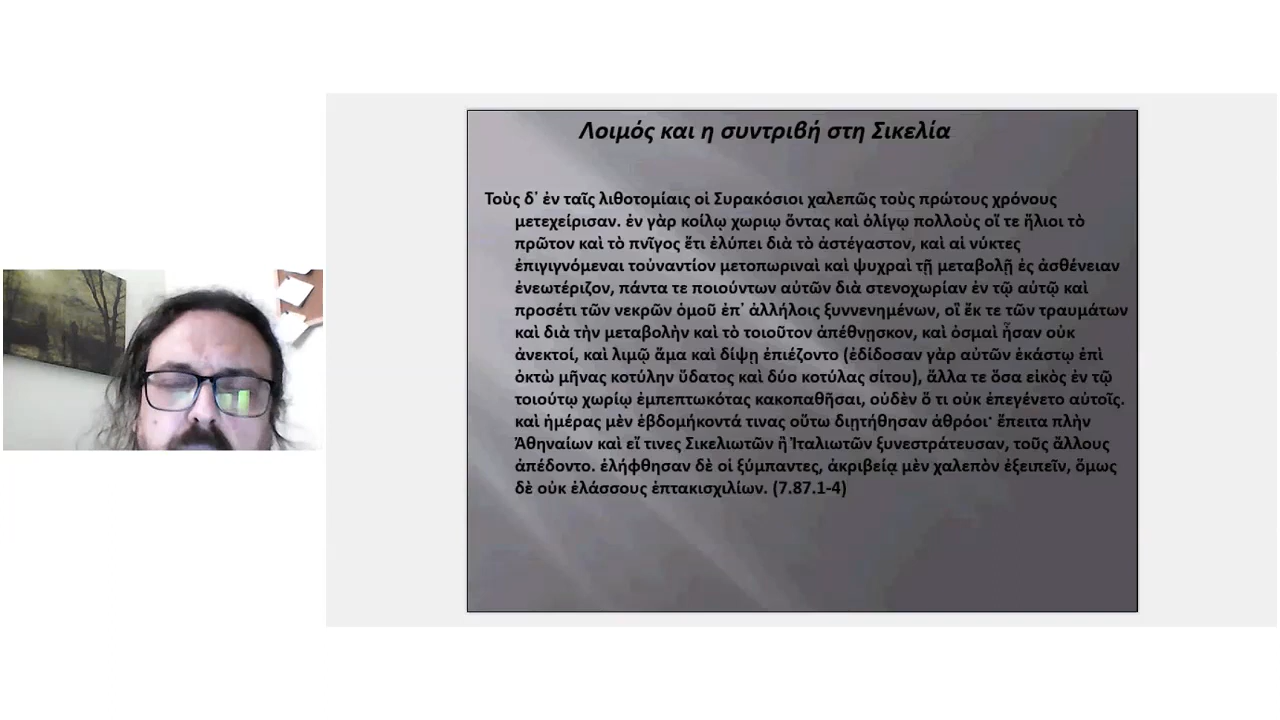 Λοιμός και η συντριβή στη Σικελία
Τοὺς δ' ἐν ταῖς λιθοτομίαις οἱ Συρακόσιοι χαλεπῶς τοὺς πρώτους χρόνους
μετεχείρισαν. ἐν γὰρ κοίλῳ χωριῳ ὄντας καὶ ὀλίγῳ πολλοὺς οἵ τε ἥλιοι τὸ
πρῶτον καὶ τὸ πνῖγος ἔτι ἐλύπει διὰ τὸ ἀστέγαστον, καὶ αἱ νύκτες
ἐπιγιγνόμεναι τοὐναντίον μετοπωριναὶ καὶ ψυχραὶ τῇ μεταβολῇ ἐς ἀσθένειαν
ἐνεωτέριζον, πάντα τε ποιούντων αὐτῶν διὰ στενοχωρίαν ἐν τῷ αὐτῷ καὶ
προσέτι τῶν νεκρῶν ὁμοῦ ἐπ' ἀλλήλοις ξυννενημένων, οἳ ἔκ τε τῶν τραυμάτων
καὶ διὰ τὴν μεταβολὴν καὶ τὸ τοιοῦτον ἀπέθνῃσκον, καὶ ὀσμαὶ ἦσαν οὐκ
ἀνεκτοί, καὶ λιμῷ ἅμα καὶ δίψῃ ἐπιέζοντο (ἐδίδοσαν γὰρ αὐτῶν ἑκάστῳ ἐπὶ
ὀκτὼ μῆνας κοτύλην ὕδατος καὶ δύο κοτύλας σίτου), ἄλλα τε ὅσα εἰκὸς ἐν τῷ
τοιούτῳ χωρίῳ ἐμπεπτωκότας κακοπαθῆσαι, οὐδὲν ὅ τι οὐκ ἐπεγένετο αὐτοῖς.
καὶ ἡμέρας μὲν ἑβδομήκοντά τινας οὕτω διῃτήθησαν ἁθρόοι· ἔπειτα πλὴν
Ἀθηναίων καὶ εἴ τινες Σικελιωτῶν ἢ Ἰταλιωτῶν ξυνεστράτευσαν, τοῦς ἄλλους
ἀπέδοντο. ἐλήφθησαν δὲ οἱ ξύμπαντες, ἀκριβείᾳ μὲν χαλεπὸν ἐξειπεῖν, ὅμως
δὲ οὐκ ἐλάσσους ἑπτακισχιλίων. (7.87.1-4)